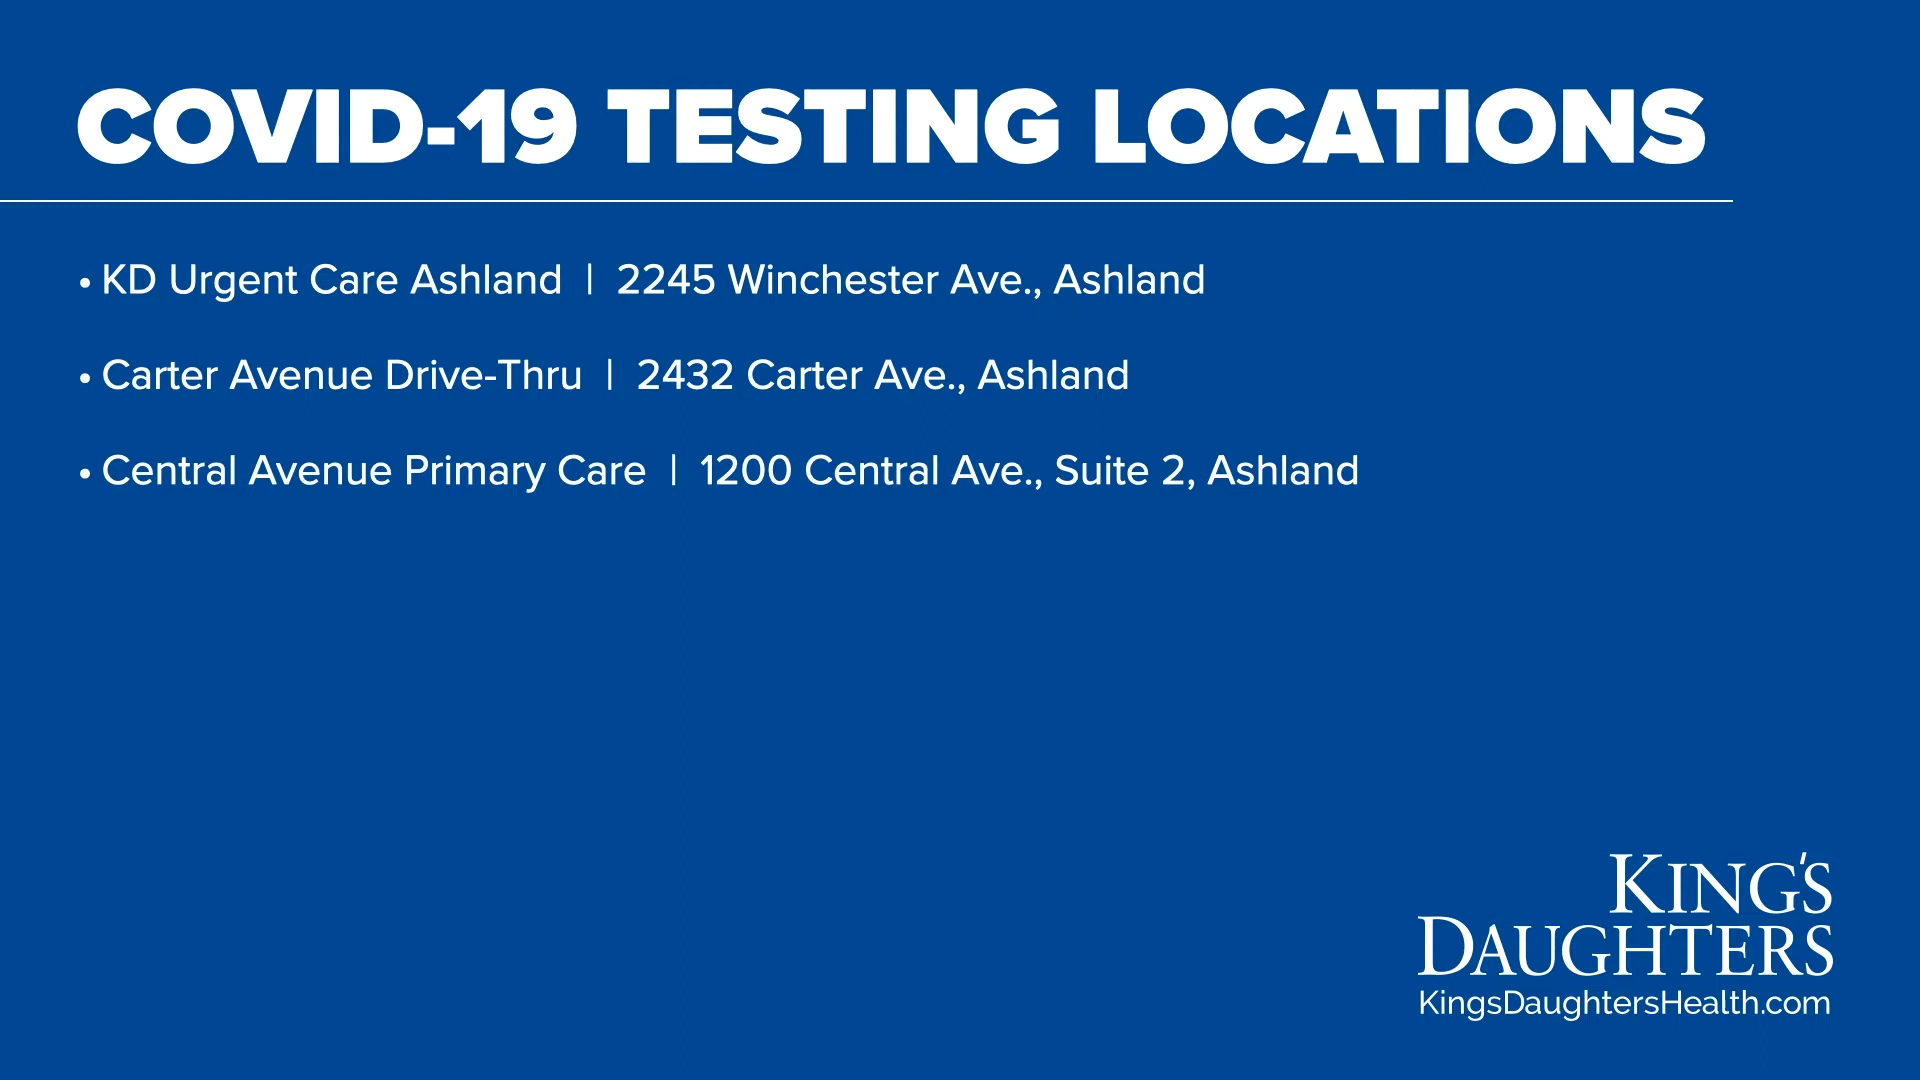 COVID-19 TESTING LOCATIONS
• KD Urgent Care Ashland | 2245 Winchester Ave., Ashland
• Carter Avenue Drive-Thru | 2432 Carter Ave., Ashland
• Central Avenue Primary Care | 1200 Central Ave., Suite 2, Ashland
KING'S
DAUGHTERS
KingsDaughtersHealth.com